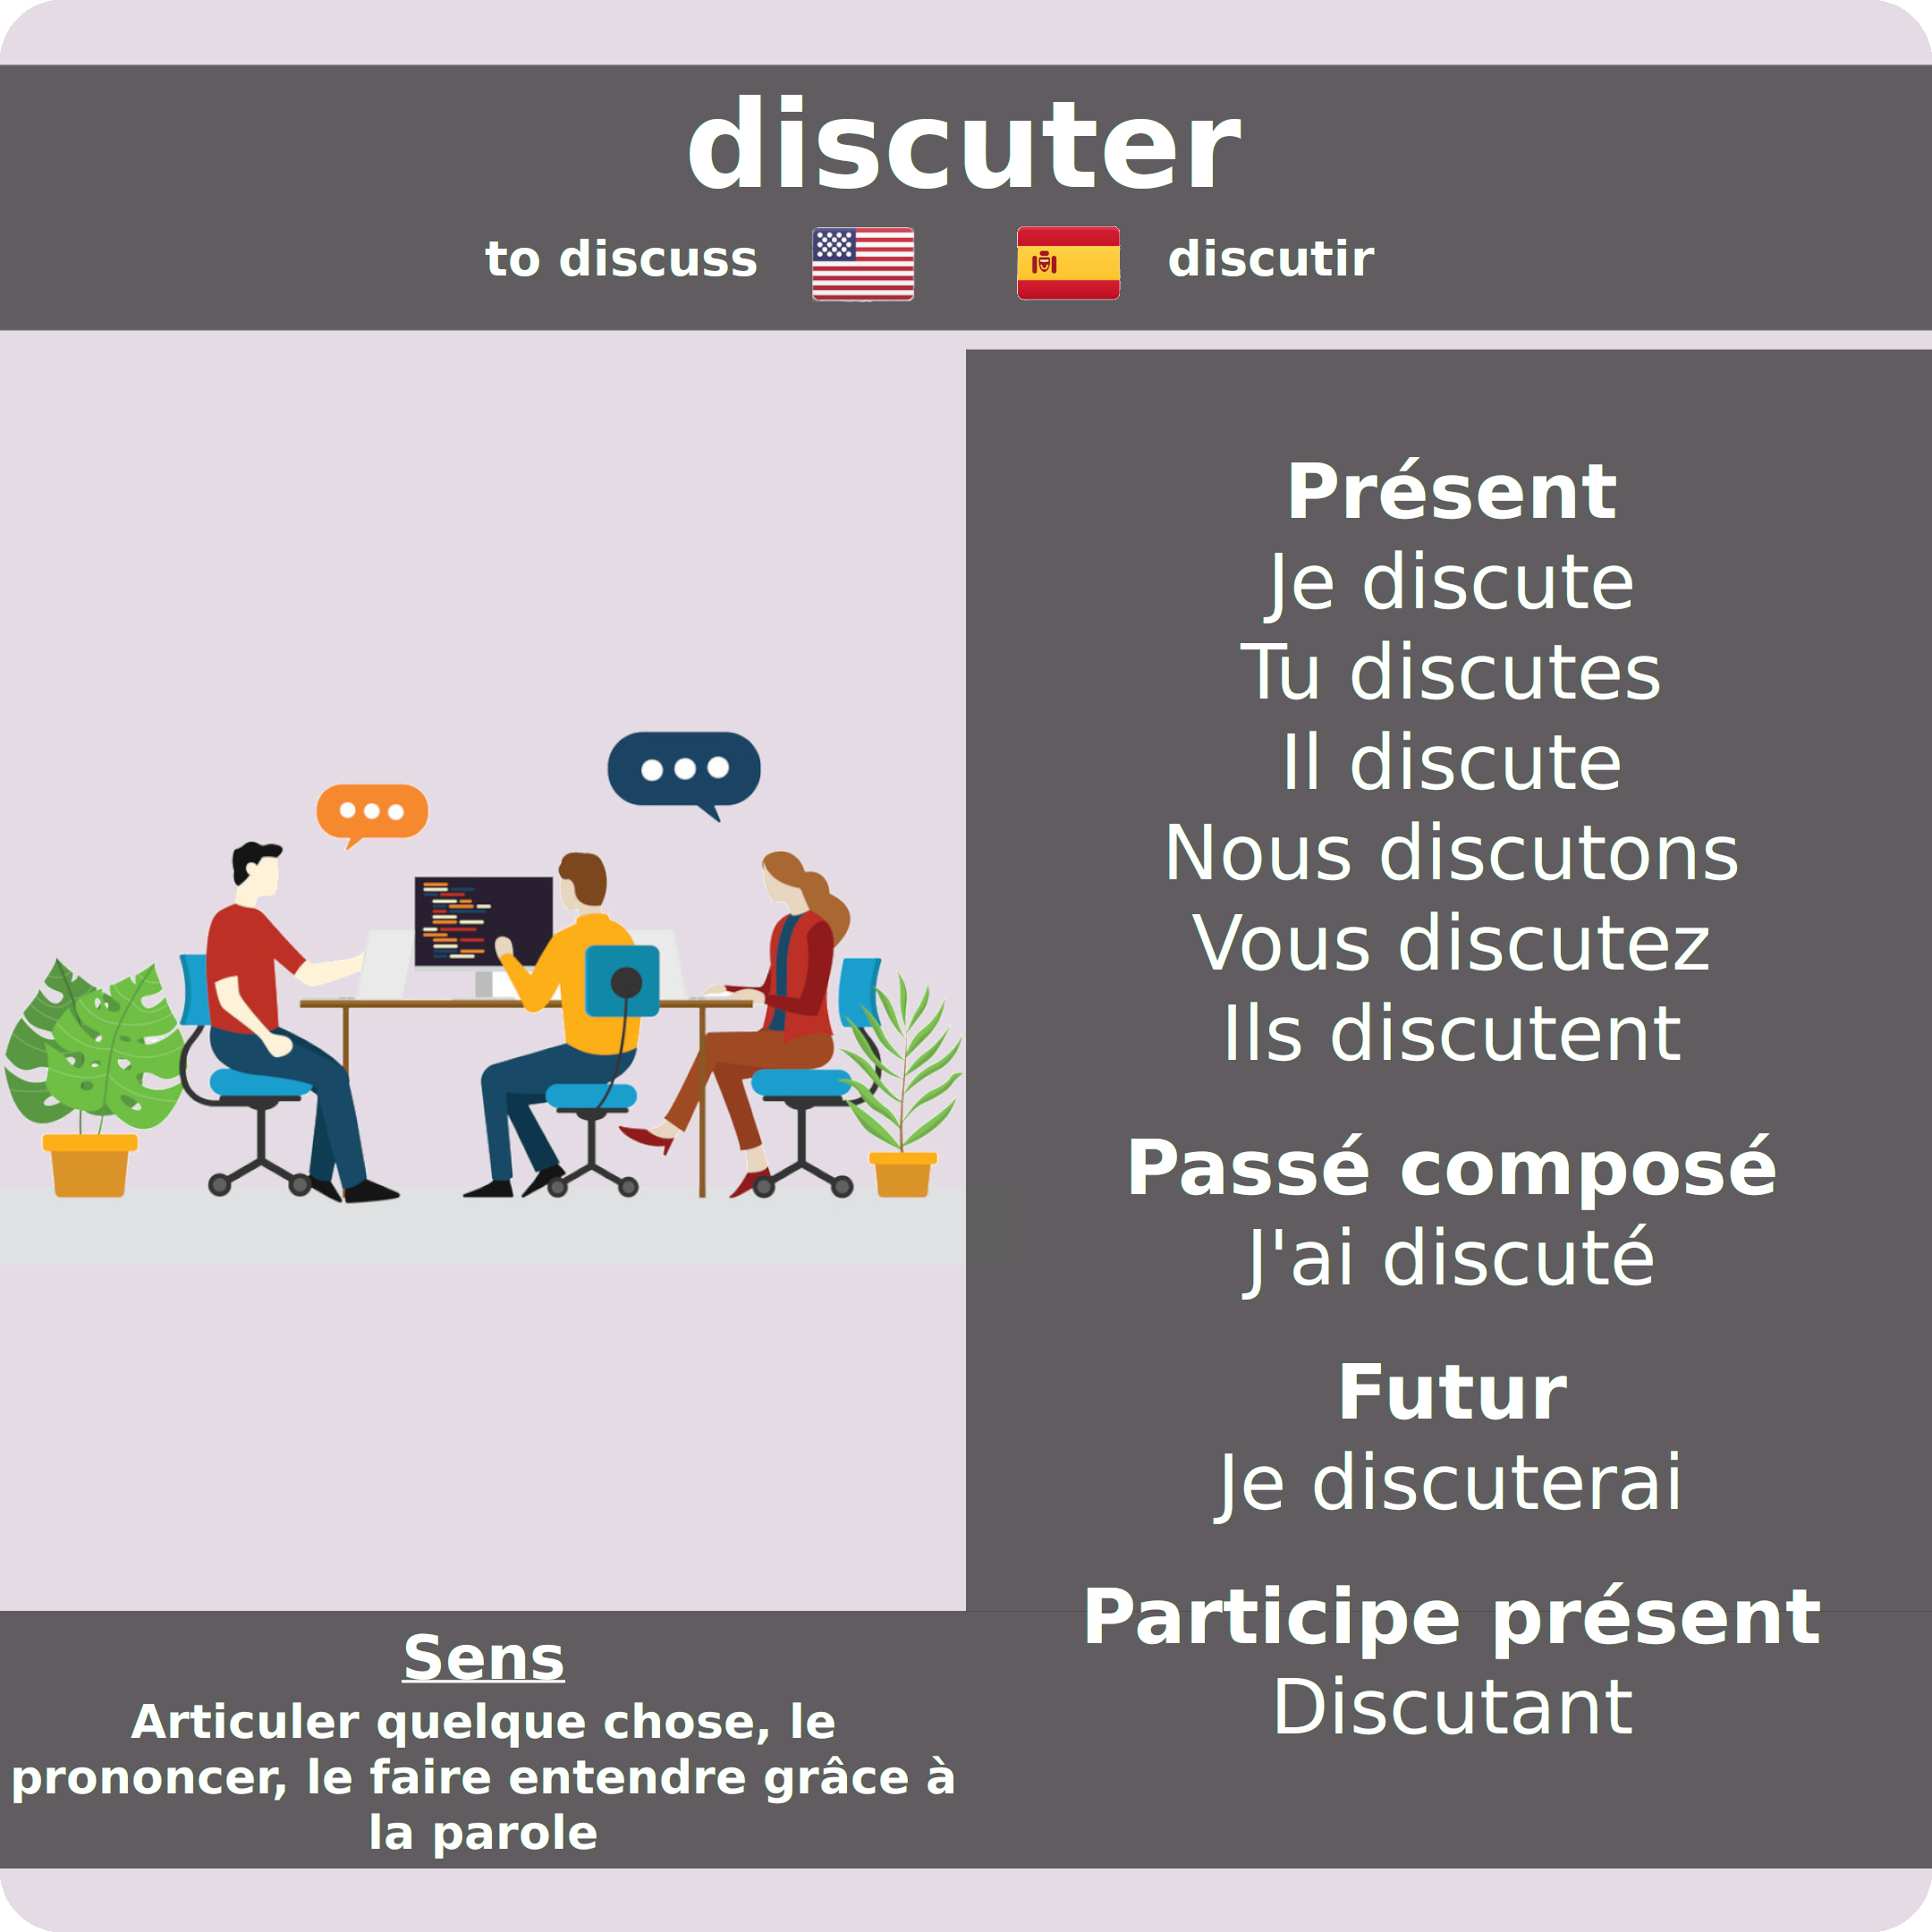 discuter
to discuss
discutir
Présent
Je discute
Tu discutes
Il discute
Nous discutons
Vous discutez
Ils discutent
Passé composé
J'ai discuté
Futur
Je discuterai
Participe présent
Discutant
Sens
Articuler quelque chose, le
prononcer, le faire entendre grâce à
la parole